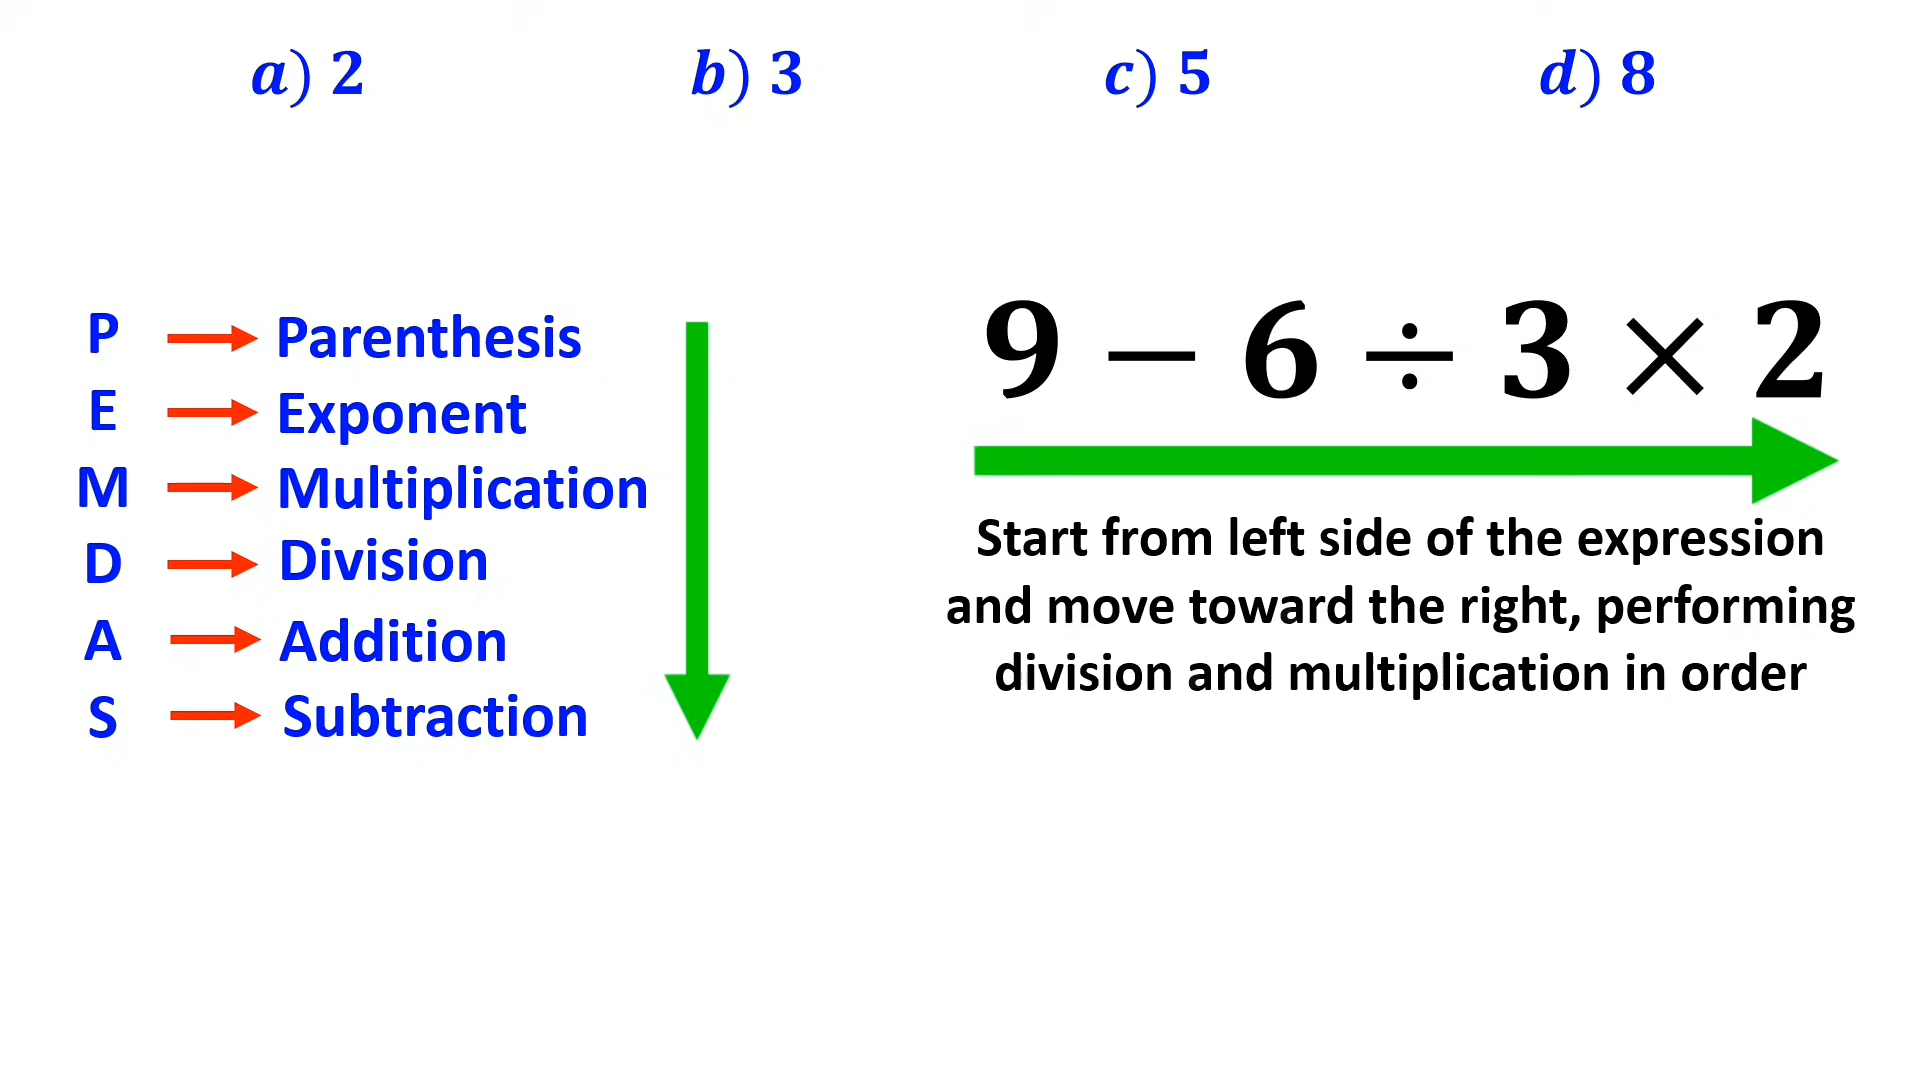 a) 2 b) 3 c) 5 d) 8
P Parenthesis
E Exponent
M Multiplication
D Division
A Addition
S Subtraction
9 − 6 ÷ 3 × 2
Start from left side of the expression
and move toward the right, performing
division and multiplication in order